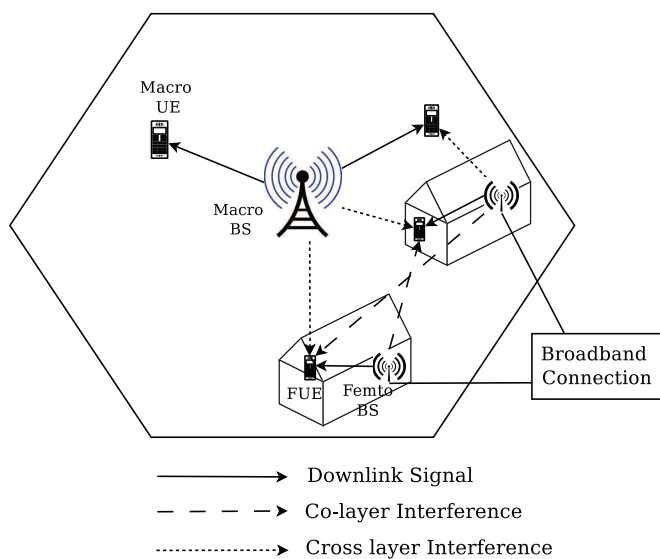 Macro
UE
Macro
BS
FUE
Femto
BS
Broadband
Connection
Downlink Signal
Co-layer Interference
Cross layer Interference